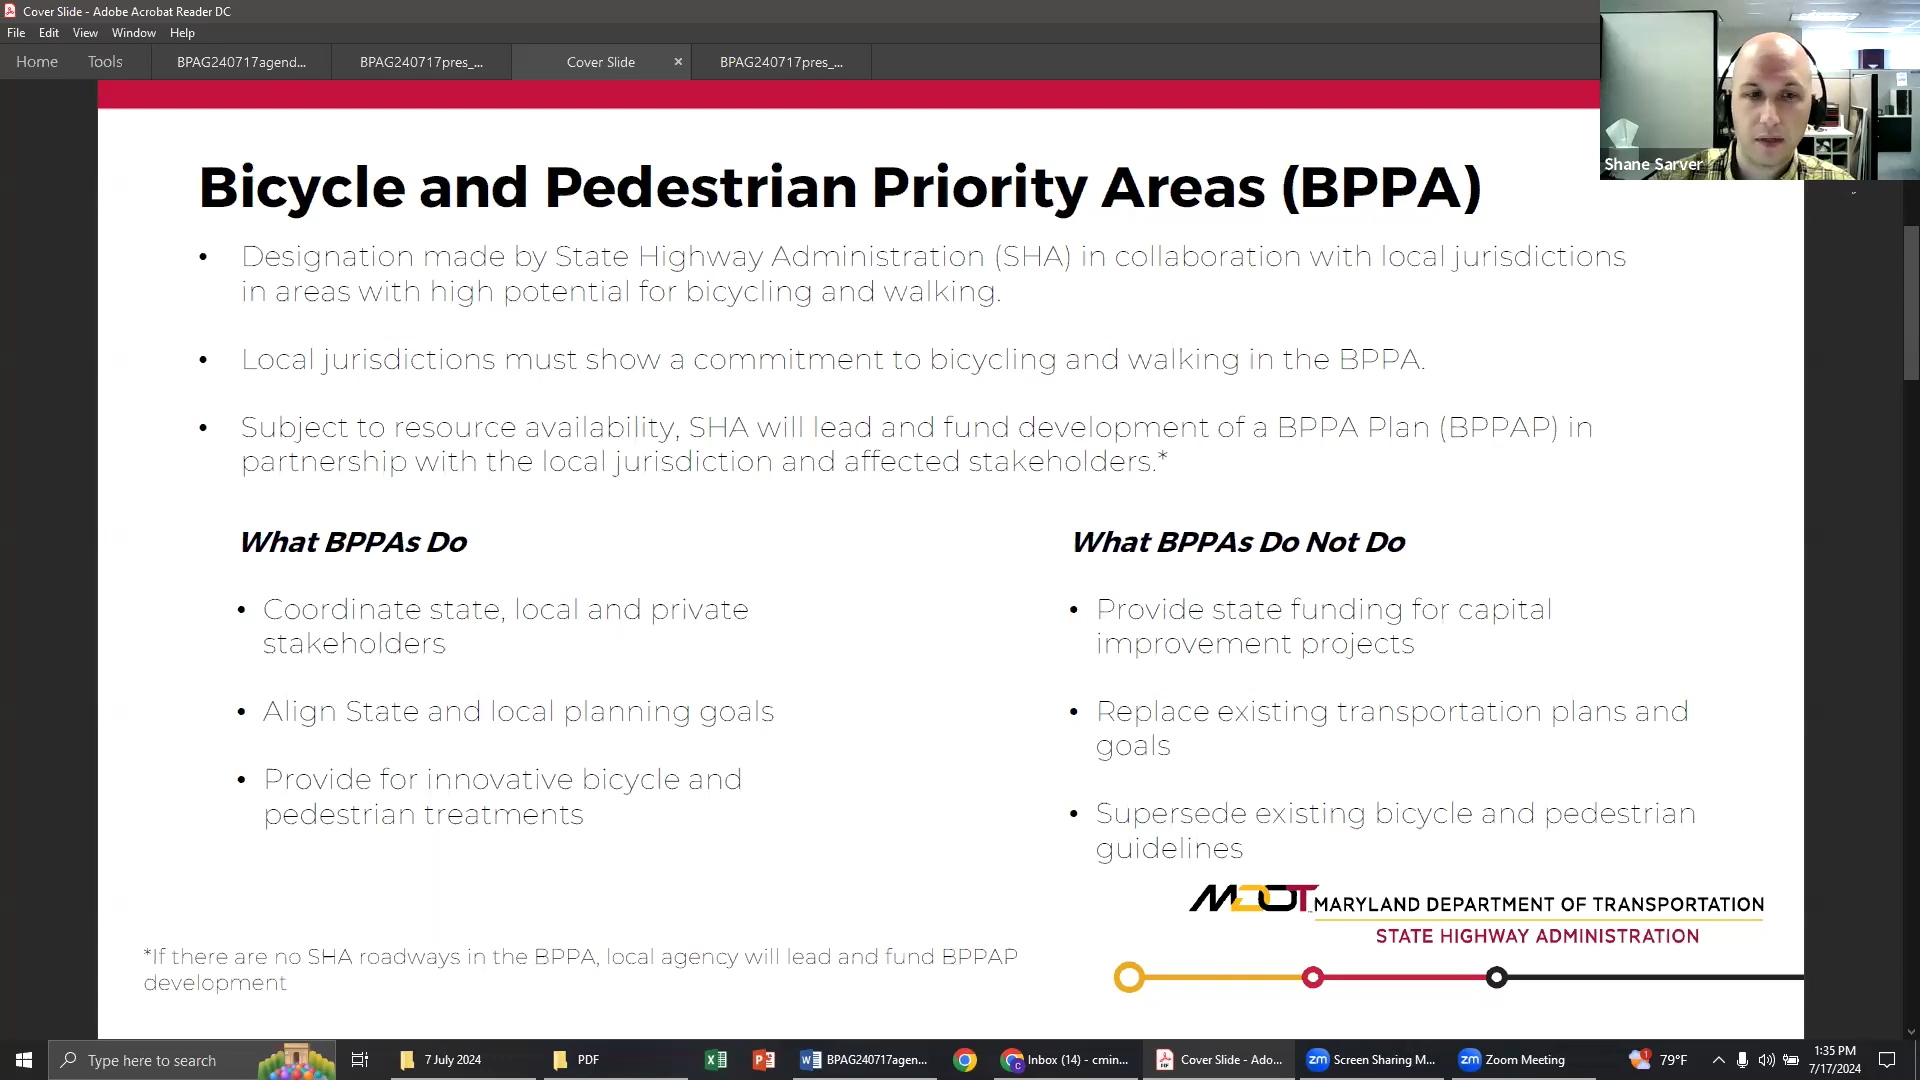 Cover Slide - Adobe Acrobat Reader DC
File Edit View Window Help
Home Tools BPAG240717agend... BPAG240717pres_... Cover Slide × BPAG240717pres_...
Shane Sarver
Bicycle and Pedestrian Priority Areas (BPPA)
• Designation made by State Highway Administration (SHA) in collaboration with local jurisdictions
in areas with high potential for bicycling and walking.
• Local jurisdictions must show a commitment to bicycling and walking in the BPPA.
• Subject to resource availability, SHA will lead and fund development of a BPPA Plan (BPPAP) in
partnership with the local jurisdiction and affected stakeholders.*
What BPPAs Do
• Coordinate state, local and private
stakeholders
• Align State and local planning goals
• Provide for innovative bicycle and
pedestrian treatments
What BPPAs Do Not Do
• Provide state funding for capital
improvement projects
• Replace existing transportation plans and
goals
• Supersede existing bicycle and pedestrian
guidelines
MDOT MARYLAND DEPARTMENT OF TRANSPORTATION
STATE HIGHWAY ADMINISTRATION
*If there are no SHA roadways in the BPPA, local agency will lead and fund BPPAP
development
Type here to search 7 July 2024 PDF BPAG240717agen... Inbox (14) - cmin... Cover Slide - Ado... zm Screen Sharing M... zm Zoom Meeting 1 79°F 1:35 PM
7/17/2024